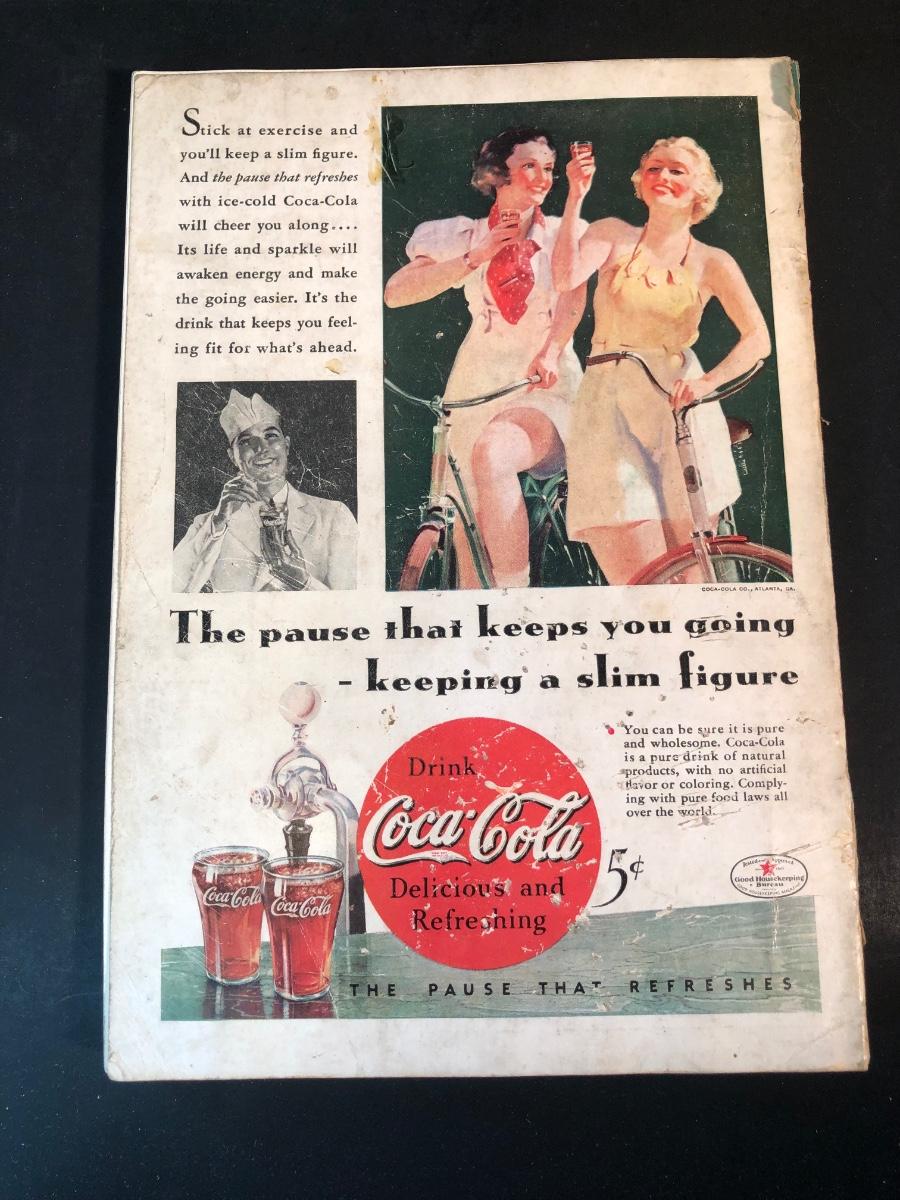 Stick at exercise and
you'll keep a slim figure.
And the pause that refreshes
with ice-cold Coca-Cola
will cheer you along....
Its life and sparkle will
awaken energy and make
the going easier. It's the
drink that keeps you feel-
ing fit for what's ahead.
COCA-COLA CO., ATLANTA, GA.
The pause that keeps you going
- keeping a slim figure
You can be sure it is pure
and wholesome. Coca-Cola
is a pure drink of natural
products, with no artificial
flavor or coloring. Comply-
ing with pure food laws all
over the world.
Drink
Coca-Cola
Delicious and
Refreshing
5¢
Coca-Cola
Coca-Cola
Good Housekeeping
Bureau
THE PAUSE THAT REFRESHES